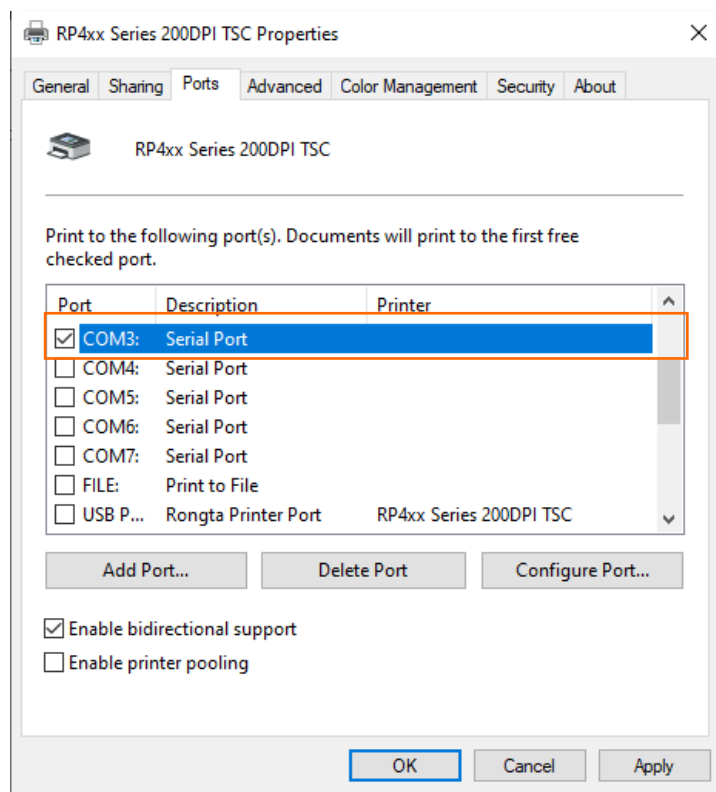 RP4xx Series 200DPI TSC Properties
General Sharing Ports Advanced Color Management Security About
RP4xx Series 200DPI TSC
Print to the following port(s). Documents will print to the first free
checked port.
Port Description Printer
COM3: Serial Port
COM4: Serial Port
COM5: Serial Port
COM6: Serial Port
COM7: Serial Port
FILE: Print to File
USB P... Rongta Printer Port RP4xx Series 200DPI TSC
Add Port... Delete Port Configure Port...
Enable bidirectional support
Enable printer pooling
OK Cancel Apply